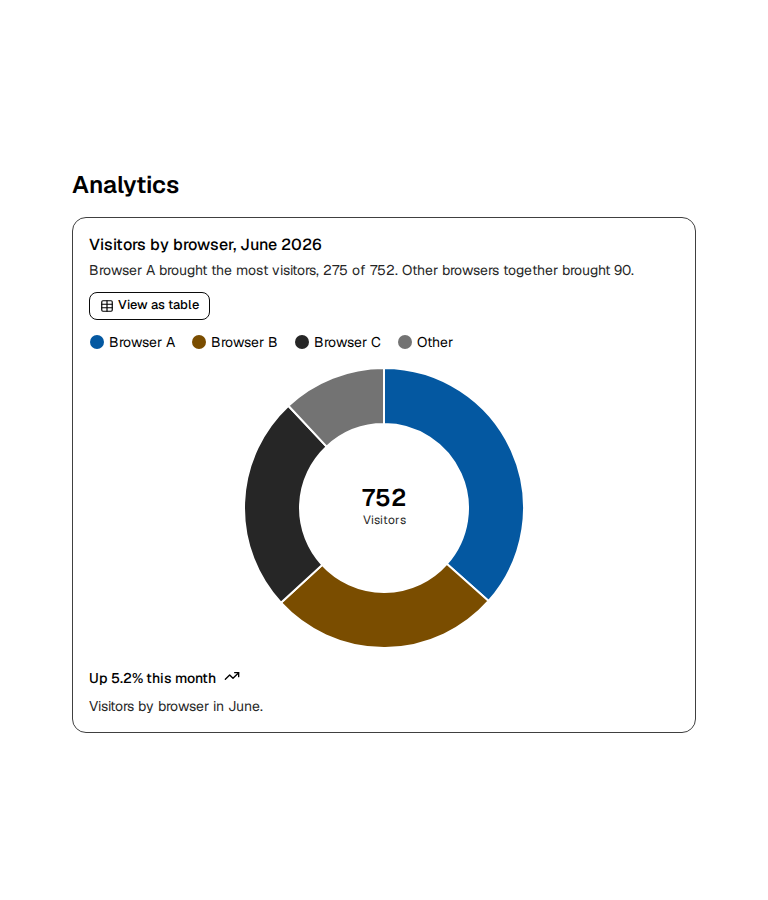 Analytics
Visitors by browser, June 2026
Browser A brought the most visitors, 275 of 752. Other browsers together brought 90.
View as table
Browser A Browser B Browser C Other
752
Visitors
Up 5.2% this month
Visitors by browser in June.